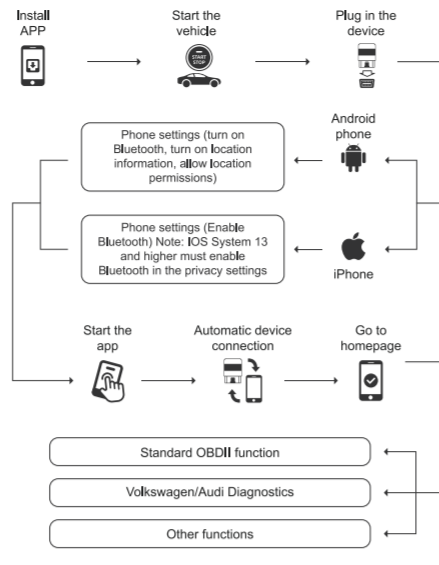 Install
APP
Start the
vehicle
START
STOP
Plug in the
device
Android
phone
Phone settings (turn on
Bluetooth, turn on location
information, allow location
permissions)
Phone settings (Enable
Bluetooth) Note: IOS System 13
and higher must enable
Bluetooth in the privacy settings
iPhone
Start the
app
Automatic device
connection
Go to
homepage
Standard OBDII function
Volkswagen/Audi Diagnostics
Other functions